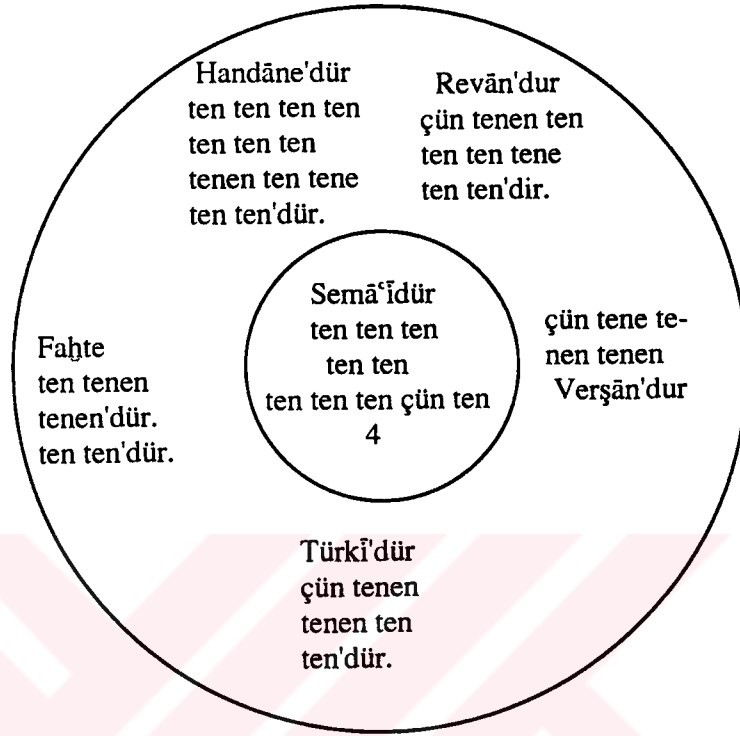 Handāne'dür
ten ten ten ten
ten ten ten
tenen ten tene
ten ten'dür.
Revān'dur
çün tenen ten
ten ten tene
ten ten'dir.
Semāʿīdür
ten ten ten
ten ten
ten ten ten çün ten
4
çün tene te-
nen tenen
Verşān'dur
Faḫte
ten tenen
tenen'dür.
ten ten'dür.
Türkī'dür
çün tenen
tenen ten
ten'dür.